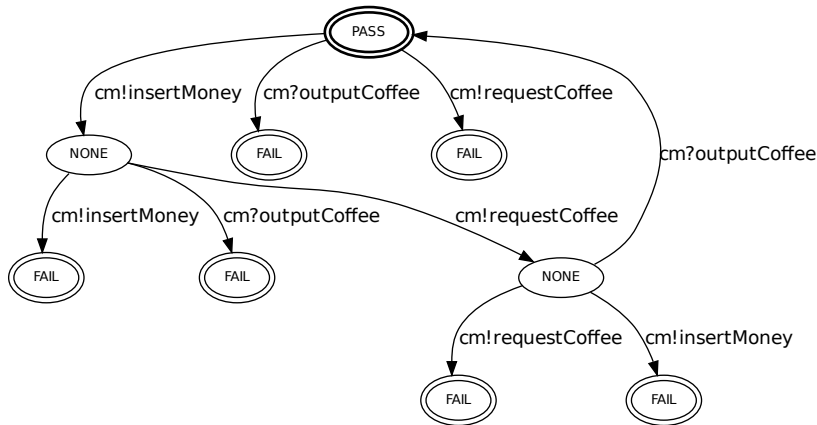 PASS
cm!insertMoney
cm?outputCoffee
cm!requestCoffee
NONE
FAIL
FAIL
cm?outputCoffee
cm!insertMoney
cm?outputCoffee
cm!requestCoffee
FAIL
FAIL
NONE
cm!requestCoffee
cm!insertMoney
FAIL
FAIL